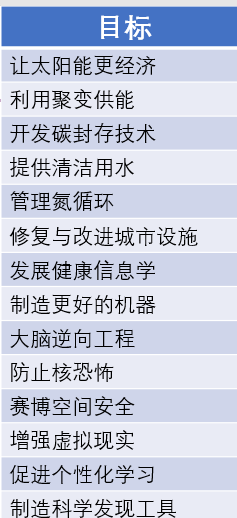 目标
让太阳能更经济
利用聚变供能
开发碳封存技术
提供清洁用水
管理氮循环
修复与改进城市设施
发展健康信息学
制造更好的机器
大脑逆向工程
防止核恐怖
赛博空间安全
增强虚拟现实
促进个性化学习
制造科学发现工具